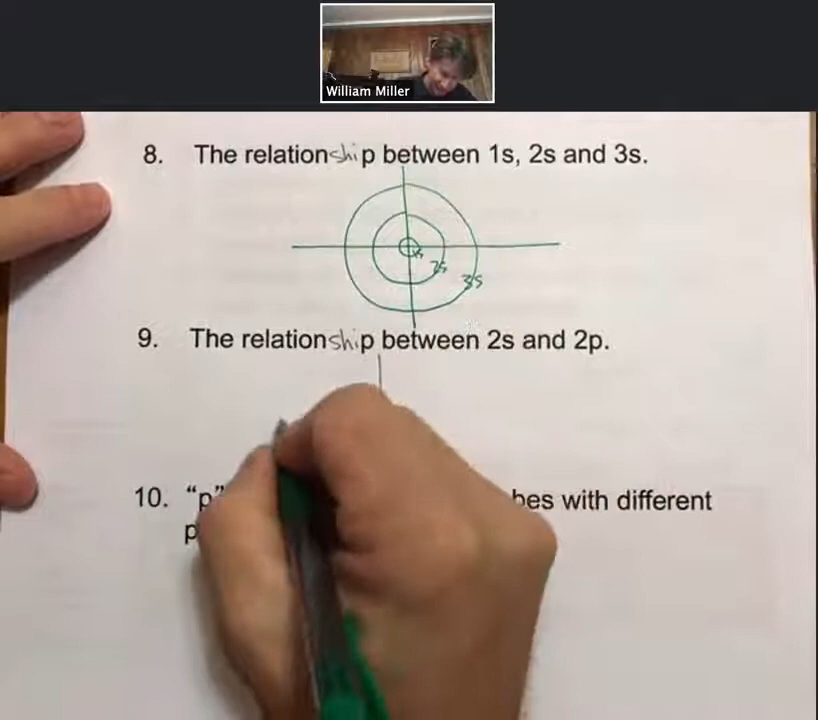 William Miller
8. The relationship between 1s, 2s and 3s.
2s
3s
9. The relationship between 2s and 2p.
10. “p” bes with different
p